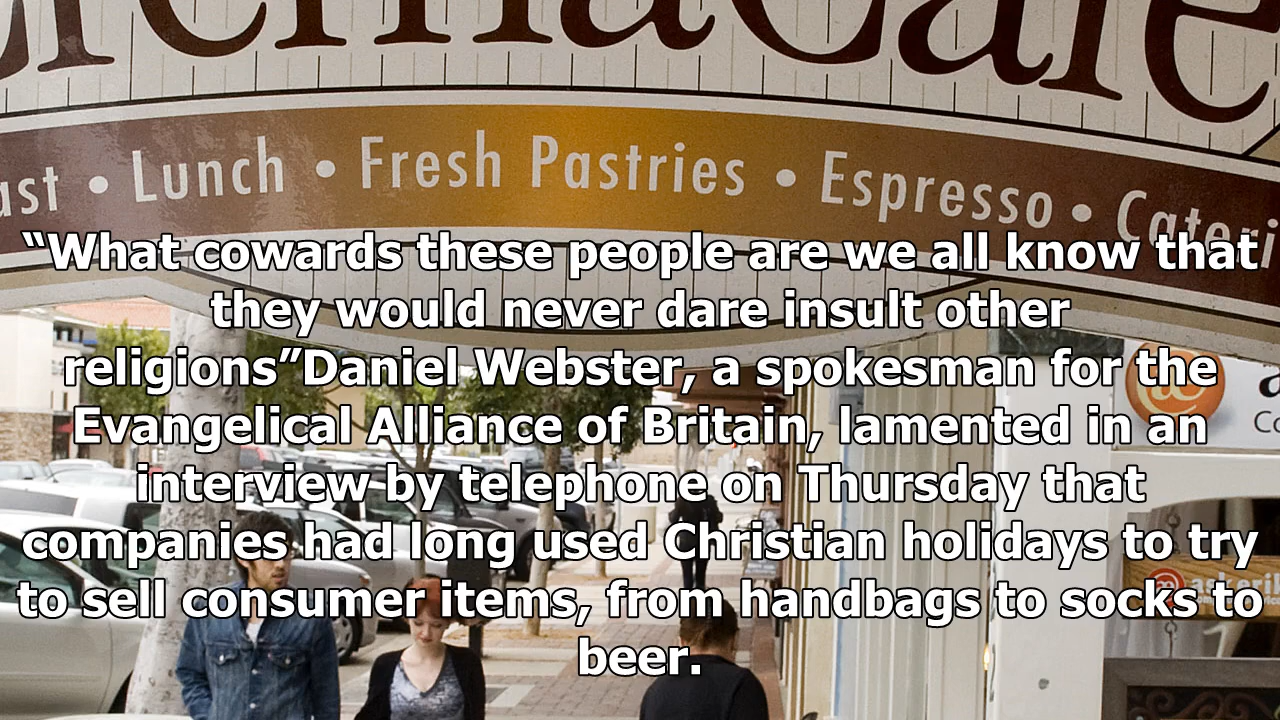 ast • Lunch • Fresh Pastries • Espresso • Cateri
“What cowards these people are we all know that
they would never dare insult other
religions”Daniel Webster, a spokesman for the
Evangelical Alliance of Britain, lamented in an
interview by telephone on Thursday that
companies had long used Christian holidays to try
to sell consumer items, from handbags to socks to
beer.